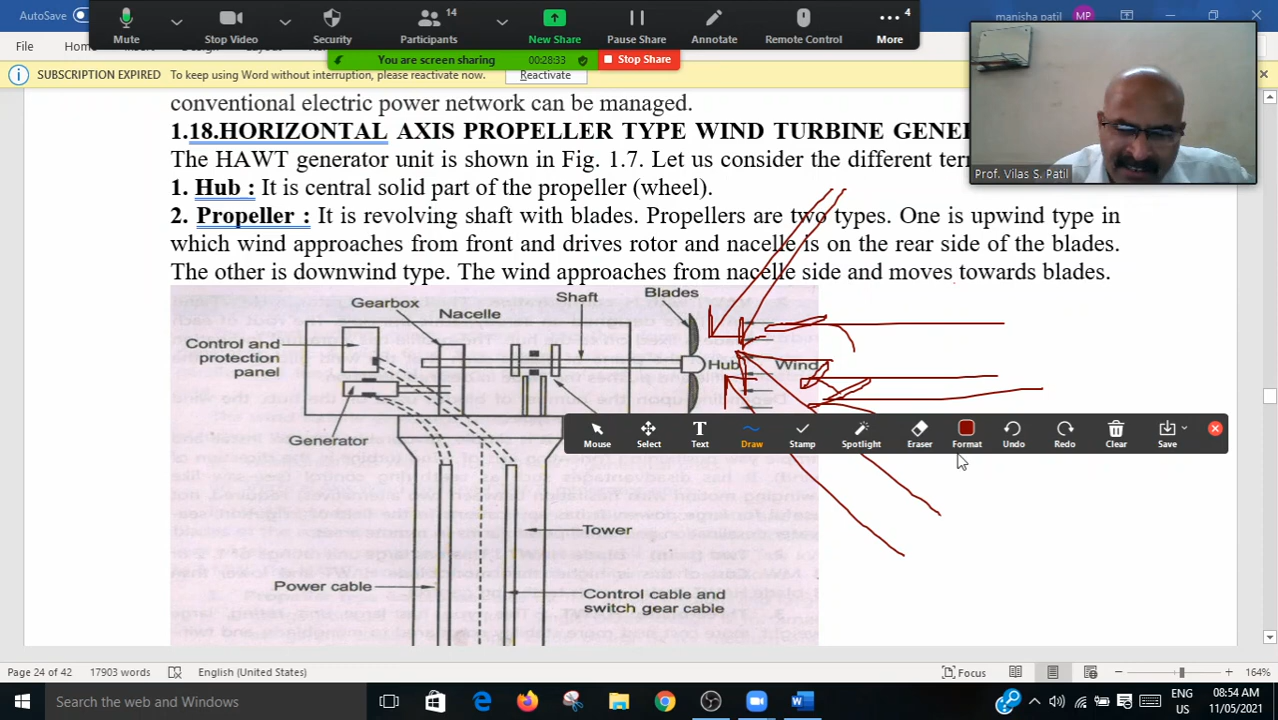 AutoSave
manisha patil
MP
14
4
Mute
Stop Video
Security
Participants
New Share
Pause Share
Annotate
Remote Control
More
You are screen sharing
00:28:33
Stop Share
File
SUBSCRIPTION EXPIRED To keep using Word without interruption, please reactivate now.
Reactivate
Prof. Vilas S. Patil
conventional electric power network can be managed.
1.18.HORIZONTAL AXIS PROPELLER TYPE WIND TURBINE GENE
The HAWT generator unit is shown in Fig. 1.7. Let us consider the different ter
1. Hub : It is central solid part of the propeller (wheel).
2. Propeller : It is revolving shaft with blades. Propellers are two types. One is upwind type in
which wind approaches from front and drives rotor and nacelle is on the rear side of the blades.
The other is downwind type. The wind approaches from nacelle side and moves towards blades.
Gearbox
Nacelle
Shaft
Blades
Control and
protection
panel
Hub
Wind
Generator
Tower
Power cable
Control cable and
switch gear cable
Mouse
Select
Text
Draw
Stamp
Spotlight
Eraser
Format
Undo
Redo
Clear
Save
Page 24 of 42
17903 words
English (United States)
Focus
164%
Search the web and Windows
ENG
US
08:54 AM
11/05/2021